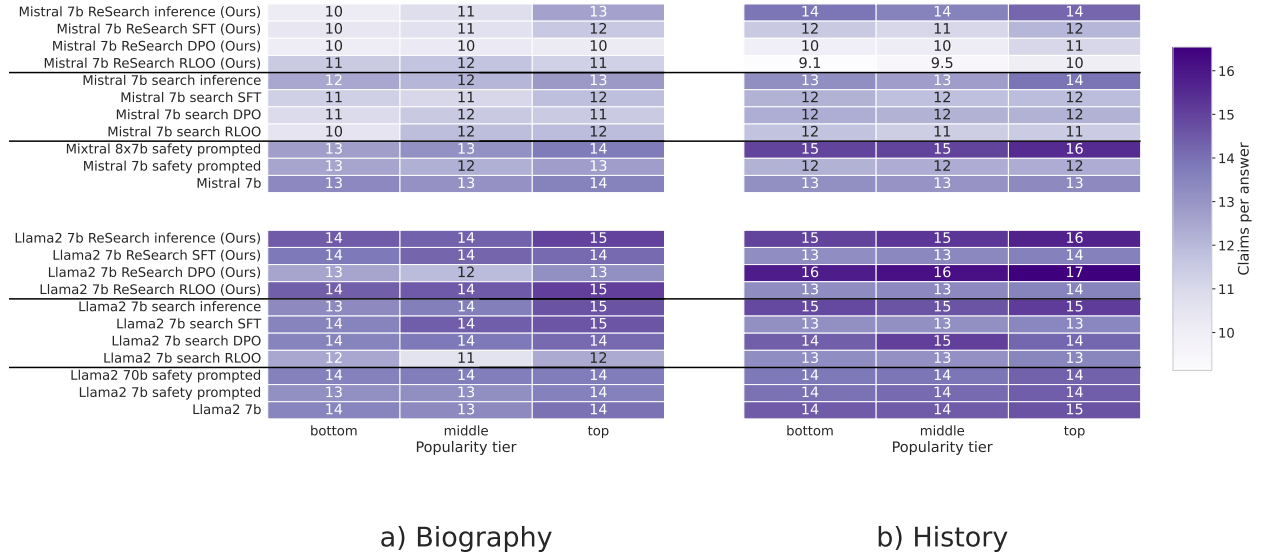 Mistral 7b ReSearch inference (Ours) 10 11 13 14 14 14
Mistral 7b ReSearch SFT (Ours) 10 11 12 12 11 12
Mistral 7b ReSearch DPO (Ours) 10 10 10 10 10 11
Mistral 7b ReSearch RLOO (Ours) 11 12 11 9.1 9.5 10
Mistral 7b search inference 12 12 13 13 13 14
Mistral 7b search SFT 11 11 12 12 12 12
Mistral 7b search DPO 11 12 11 12 12 12
Mistral 7b search RLOO 10 12 12 12 11 11
Mixtral 8x7b safety prompted 13 13 14 15 15 16
Mistral 7b safety prompted 13 12 13 12 12 12
Mistral 7b 13 13 14 13 13 13
Llama2 7b ReSearch inference (Ours) 14 14 15 15 15 16
Llama2 7b ReSearch SFT (Ours) 14 14 14 13 13 14
Llama2 7b ReSearch DPO (Ours) 13 12 13 16 16 17
Llama2 7b ReSearch RLOO (Ours) 14 14 15 13 13 14
Llama2 7b search inference 13 14 15 15 15 15
Llama2 7b search SFT 14 14 15 13 13 13
Llama2 7b search DPO 14 14 14 14 15 14
Llama2 7b search RLOO 12 11 12 13 13 13
Llama2 70b safety prompted 14 14 14 14 14 14
Llama2 7b safety prompted 13 13 14 14 14 14
Llama2 7b 14 13 14 14 14 15
bottom middle top bottom middle top
Popularity tier Popularity tier
16
15
14
13
12
11
10
Claims per answer
a) Biography b) History